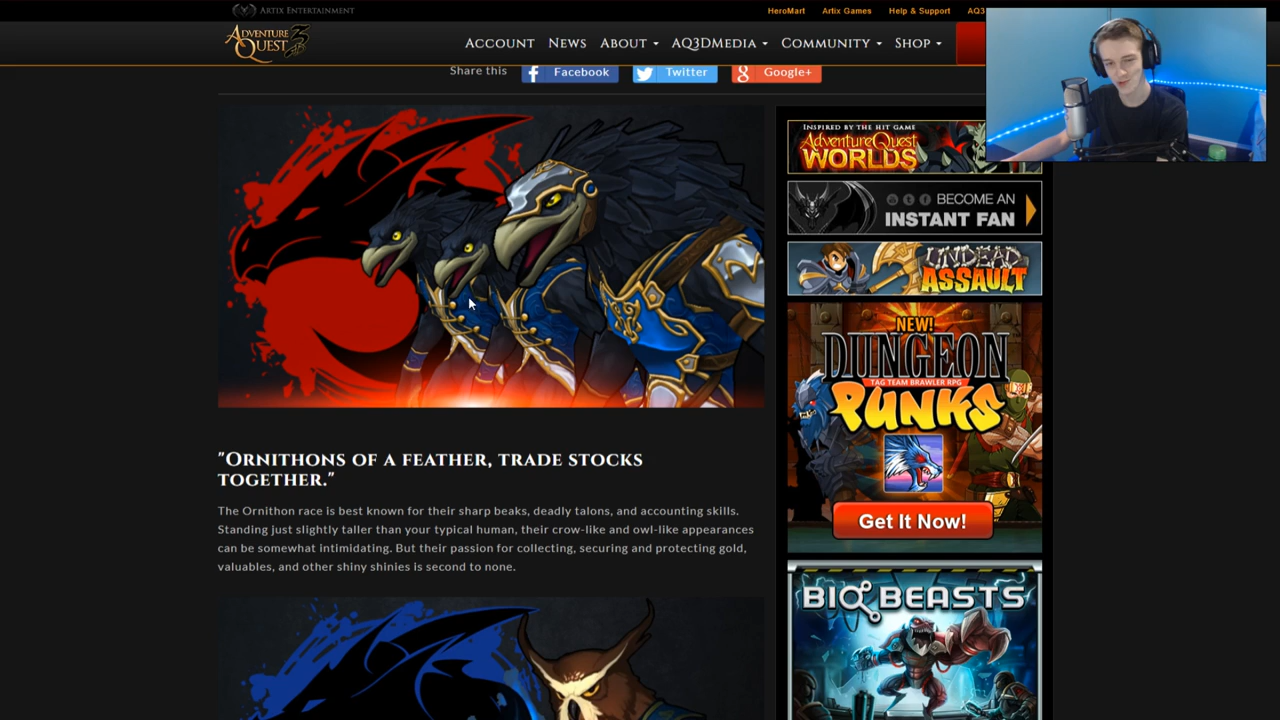 ARTIX ENTERTAINMENT
HeroMart Artix Games Help & Support AQ3
ADVENTURE QUEST 3D
ACCOUNT NEWS ABOUT AQ3DMEDIA COMMUNITY SHOP
Share this Facebook Twitter Google+
INSPIRED BY THE HIT GAME
AdventureQuest
WORLDS
BECOME AN
INSTANT FAN
UNDEAD
ASSAULT
NEW!
DUNGEON
TAG TEAM BRAWLER RPG
PUNKS
Get It Now!
BIO BEASTS
"ORNITHONS OF A FEATHER, TRADE STOCKS
TOGETHER."
The Ornithon race is best known for their sharp beaks, deadly talons, and accounting skills.
Standing just slightly taller than your typical human, their crow-like and owl-like appearances
can be somewhat intimidating. But their passion for collecting, securing and protecting gold,
valuables, and other shiny shinies is second to none.